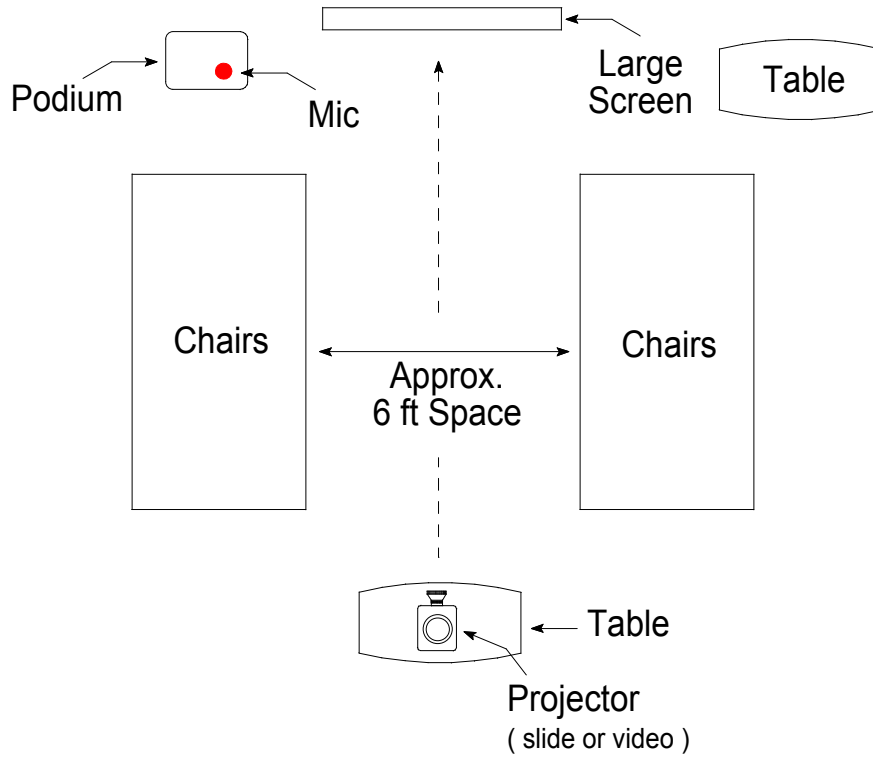 Podium
Mic
Large
Screen
Table
Chairs
Chairs
Approx.
6 ft Space
Table
Projector
( slide or video )